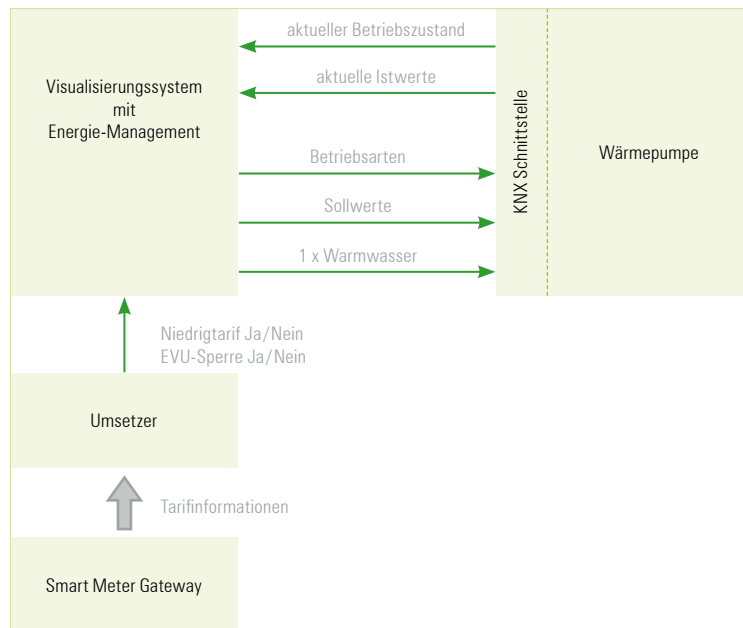 aktueller Betriebszustand
aktuelle Istwerte
Visualisierungssystem
mit
Energie-Management
Betriebsarten
Sollwerte
1 x Warmwasser
KNX Schnittstelle
Wärmepumpe
Niedrigtarif Ja/Nein
EVU-Sperre Ja/Nein
Umsetzer
Tarifinformationen
Smart Meter Gateway